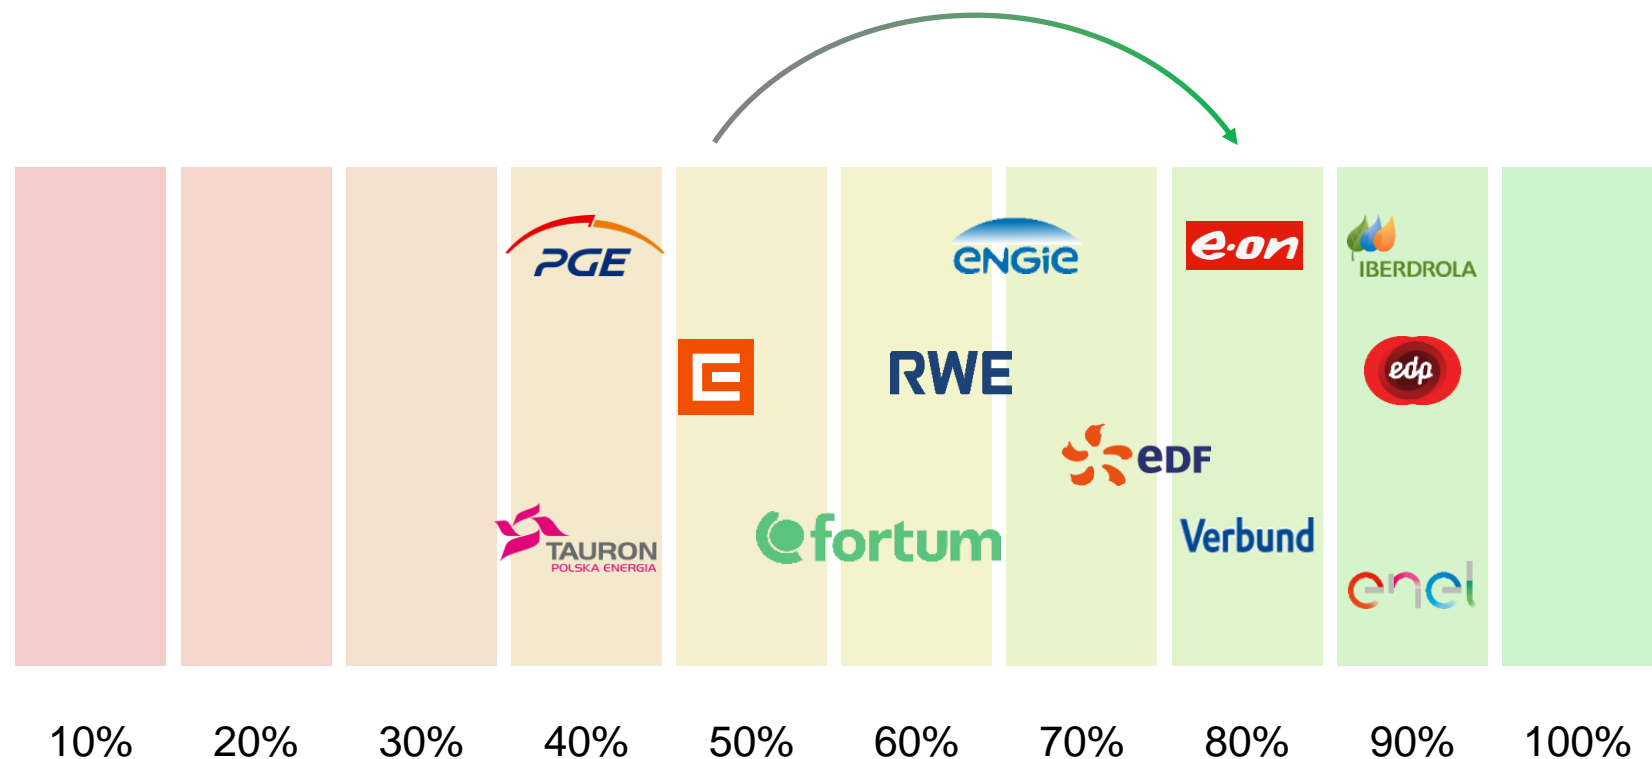 PGE
ENGIE
e·on
IBERDROLA
RWE
edp
eDF
TAURON
POLSKA ENERGIA
fortum
Verbund
enel
10% 20% 30% 40% 50% 60% 70% 80% 90% 100%